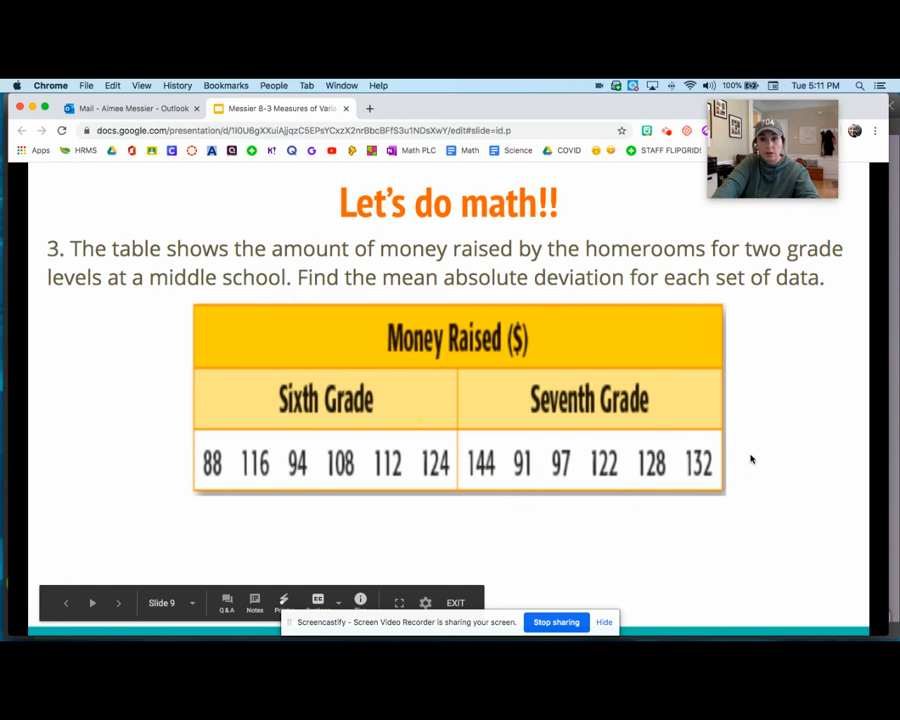 Chrome File Edit View History Bookmarks People Tab Window Help 100% Tue 5:11 PM
Mail - Aimee Messier - Outlook Messier 8-3 Measures of Varia
docs.google.com/presentation/d/1I0U6gXXuiAjjqzC5EPsYCxzX2nrBbcBFfS3u1NDsXwY/edit#slide=id.p
Apps HRMS Math PLC Math Science COVID STAFF FLIPGRID
704
Let's do math!!
3. The table shows the amount of money raised by the homerooms for two grade
levels at a middle school. Find the mean absolute deviation for each set of data.
Money Raised ($)
Sixth Grade Seventh Grade
88 116 94 108 112 124 144 91 97 122 128 132
Slide 9 Q & A Notes EXIT
Screencastify - Screen Video Recorder is sharing your screen. Stop sharing Hide